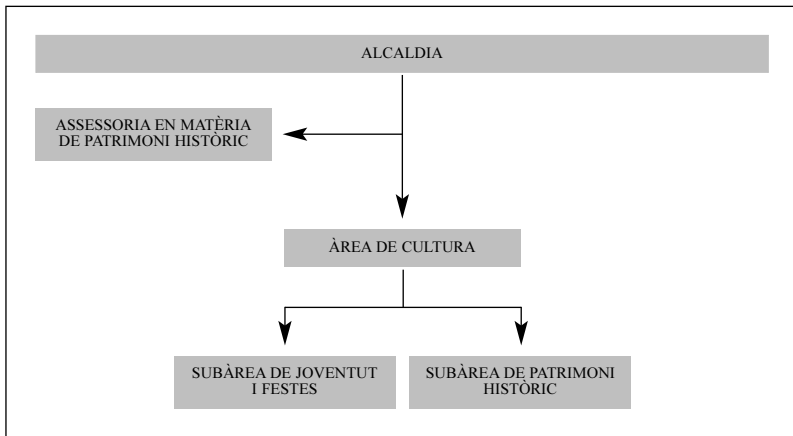 ALCALDIA
ASSESSORIA EN MATÈRIA
DE PATRIMONI HISTÒRIC
ÀREA DE CULTURA
SUBÀREA DE JOVENTUT
I FESTES
SUBÀREA DE PATRIMONI
HISTÒRIC